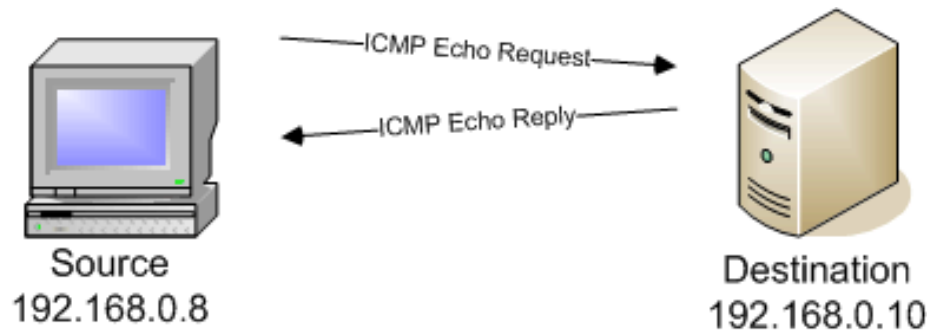 ICMP Echo Request
ICMP Echo Reply
Source
192.168.0.8
Destination
192.168.0.10